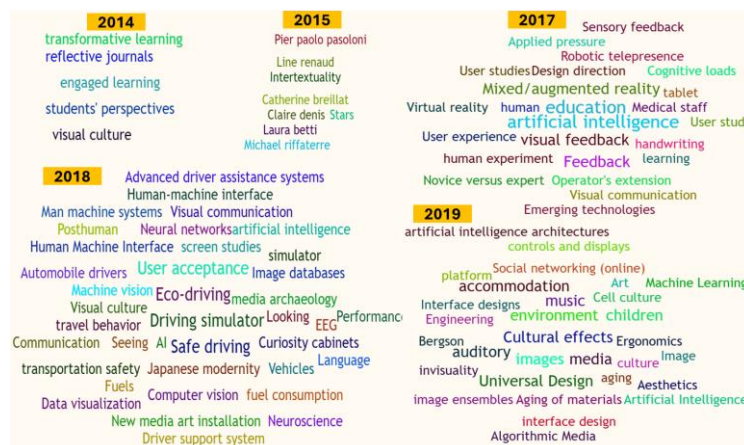 2014
transformative learning
reflective journals
engaged learning
students' perspectives
visual culture
2015
Pier paolo pasoloni
Line renaud
Intertextuality
Catherine breillat
Claire denis Stars
Laura betti
Michael riffaterre
2017
Sensory feedback
Applied pressure
Robotic telepresence
User studies Design direction Cognitive loads
Mixed/augmented reality tablet
Virtual reality human education Medical staff
artificial intelligence User stud
User experience visual feedback handwriting
human experiment Feedback learning
Novice versus expert Operator's extension
Visual communication
Emerging technologies
2018
Advanced driver assistance systems
Human-machine interface
Man machine systems Visual communication
Posthuman Neural networks artificial intelligence
Human Machine Interface screen studies simulator
Automobile drivers User acceptance Image databases
Machine vision Eco-driving media archaeology
Visual culture
travel behavior Driving simulator Looking EEG Performance
Communication Seeing AI Safe driving Curiosity cabinets
transportation safety Japanese modernity Vehicles Language
Fuels
Data visualization Computer vision fuel consumption
New media art installation Neuroscience
Driver support system
2019
artificial intelligence architectures
controls and displays
Social networking (online)
platform accommodation Art Machine Learning
Interface designs music Cell culture
Engineering environment children
Bergson Cultural effects Ergonomics
invisuality auditory images media culture Image
Universal Design aging Aesthetics
image ensembles Aging of materials Artificial Intelligence
interface design
Algorithmic Media